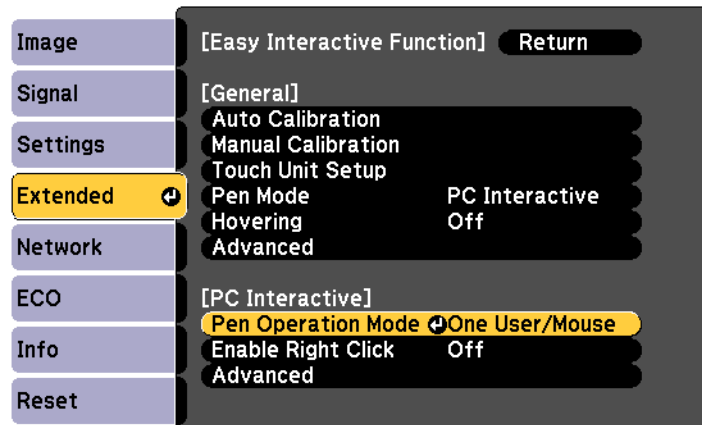 Image
Signal
Settings
Extended
Network
ECO
Info
Reset
[Easy Interactive Function] Return
[General]
Auto Calibration
Manual Calibration
Touch Unit Setup
Pen Mode PC Interactive
Hovering Off
Advanced
[PC Interactive]
Pen Operation Mode One User/Mouse
Enable Right Click Off
Advanced